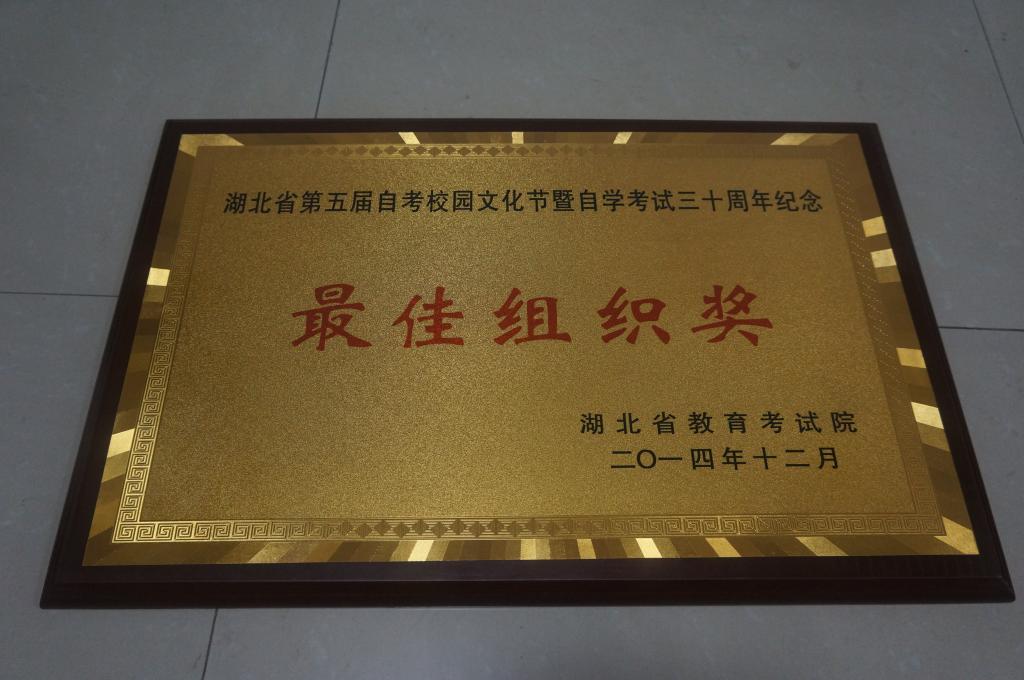 湖北省第五届自考校园文化节暨自学考试三十周年纪念
最佳组织奖
湖北省教育考试院
二〇一四年十二月